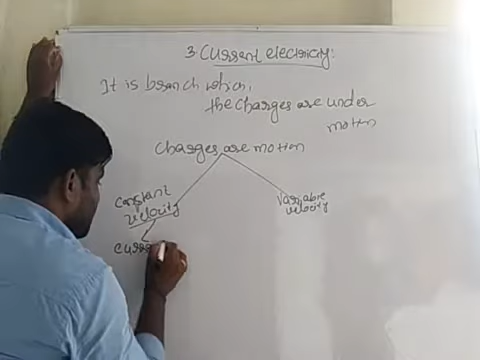 3. Current electricity:
It is branch which,
the charges are under
motion
Charges are motion
constant
velocity
Variable
velocity
curre